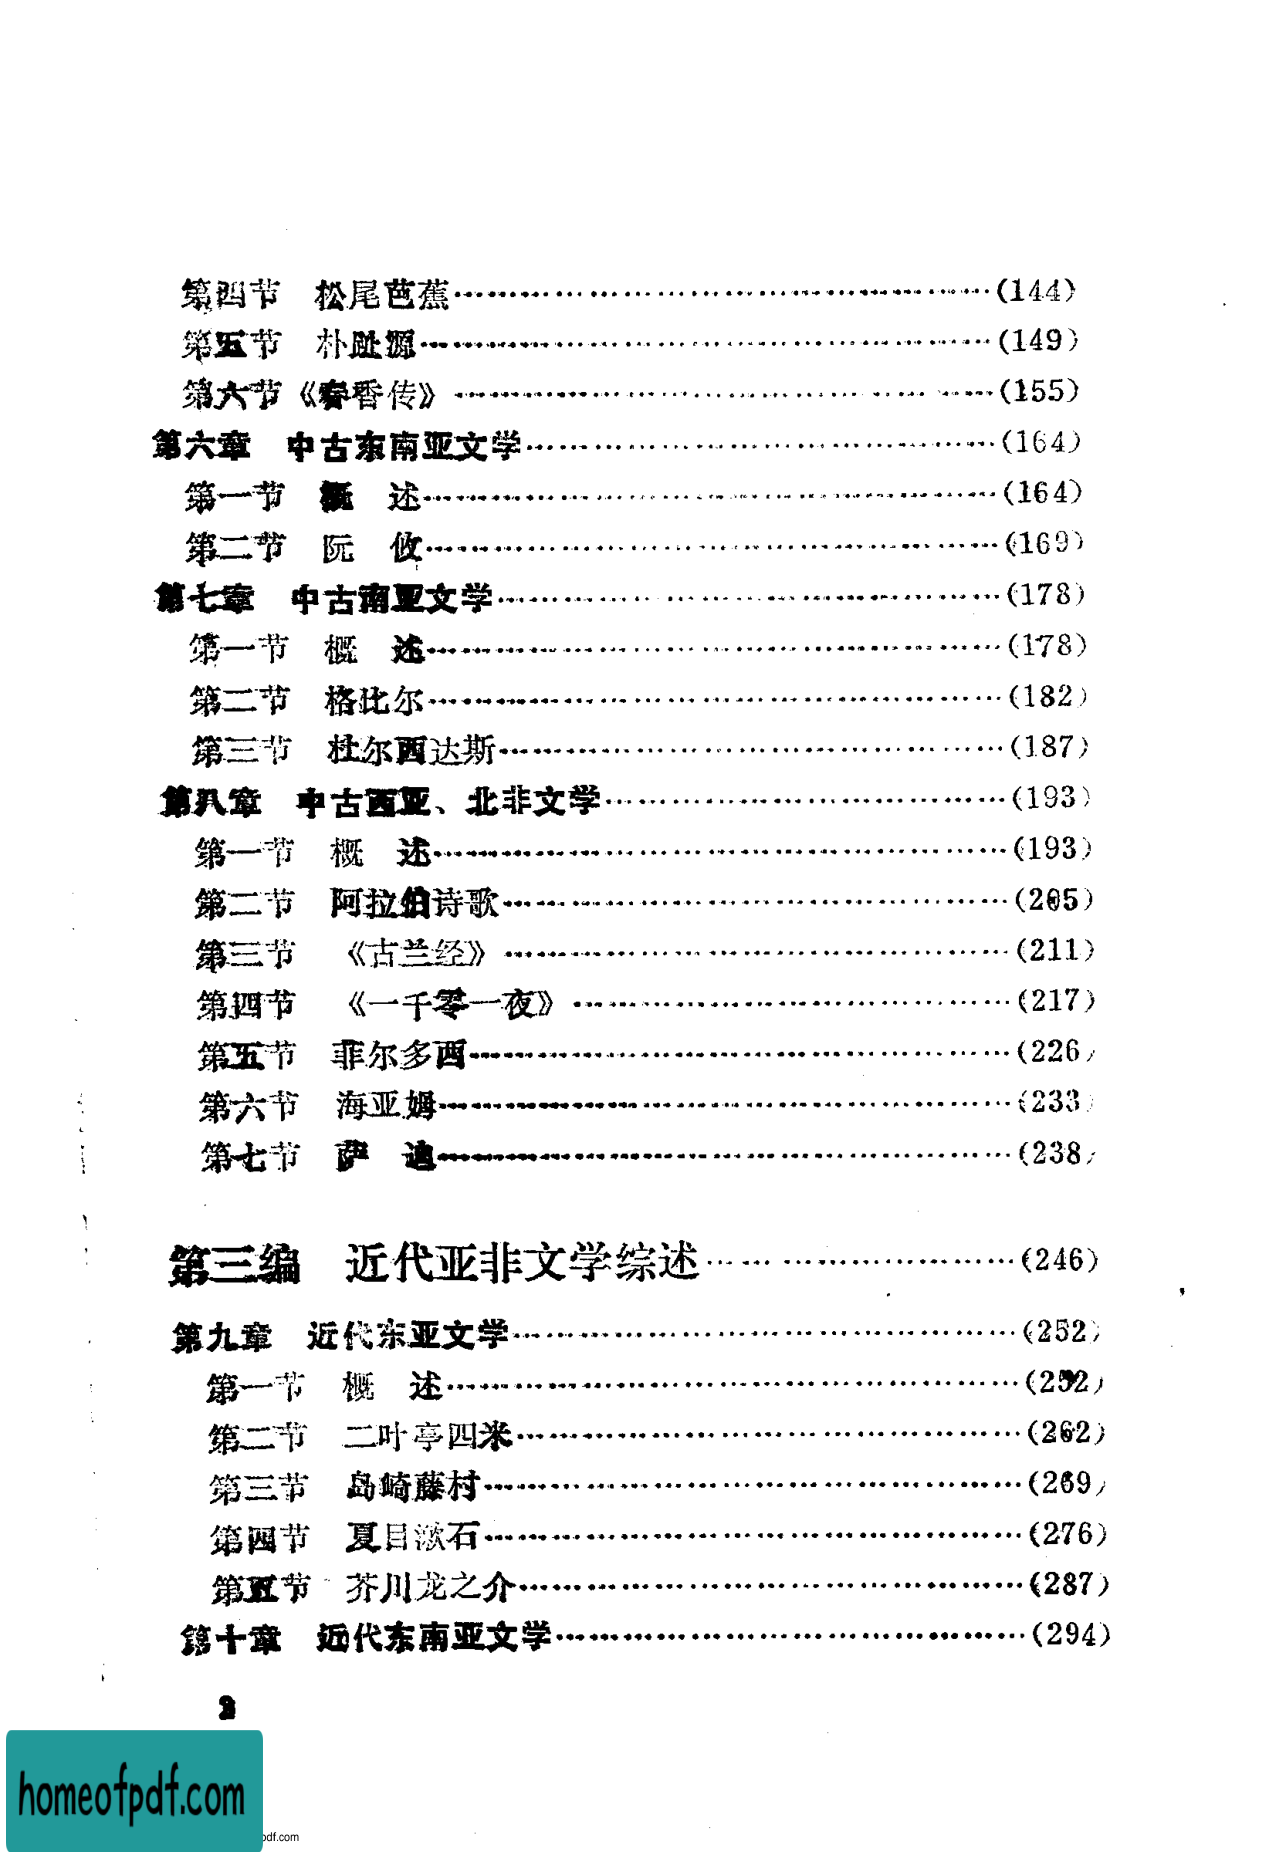 第四节 松尾芭蕉……(144)
第五节 朴趾源……(149)
第六节《春香传》……(155)
第六章 中古东南亚文学……(164)
第一节 概 述……(164)
第二节 阮 攸……(169)
第七章 中古南亚文学……(178)
第一节 概 述……(178)
第二节 格比尔……(182)
第三节 杜尔西达斯……(187)
第八章 中古西亚、北非文学……(193)
第一节 概 述……(193)
第二节 阿拉伯诗歌……(205)
第三节 《古兰经》……(211)
第四节 《一千零一夜》……(217)
第五节 菲尔多西……(226)
第六节 海亚姆……(233)
第七节 萨 迪……(238)
第三编 近代亚非文学综述……(246)
第九章 近代东亚文学……(252)
第一节 概 述……(252)
第二节 二叶亭四米……(262)
第三节 岛崎藤村……(269)
第四节 夏目漱石……(276)
第五节 芥川龙之介……(287)
第十章 近代东南亚文学……(294)
homeofpdf.com
pdf.com